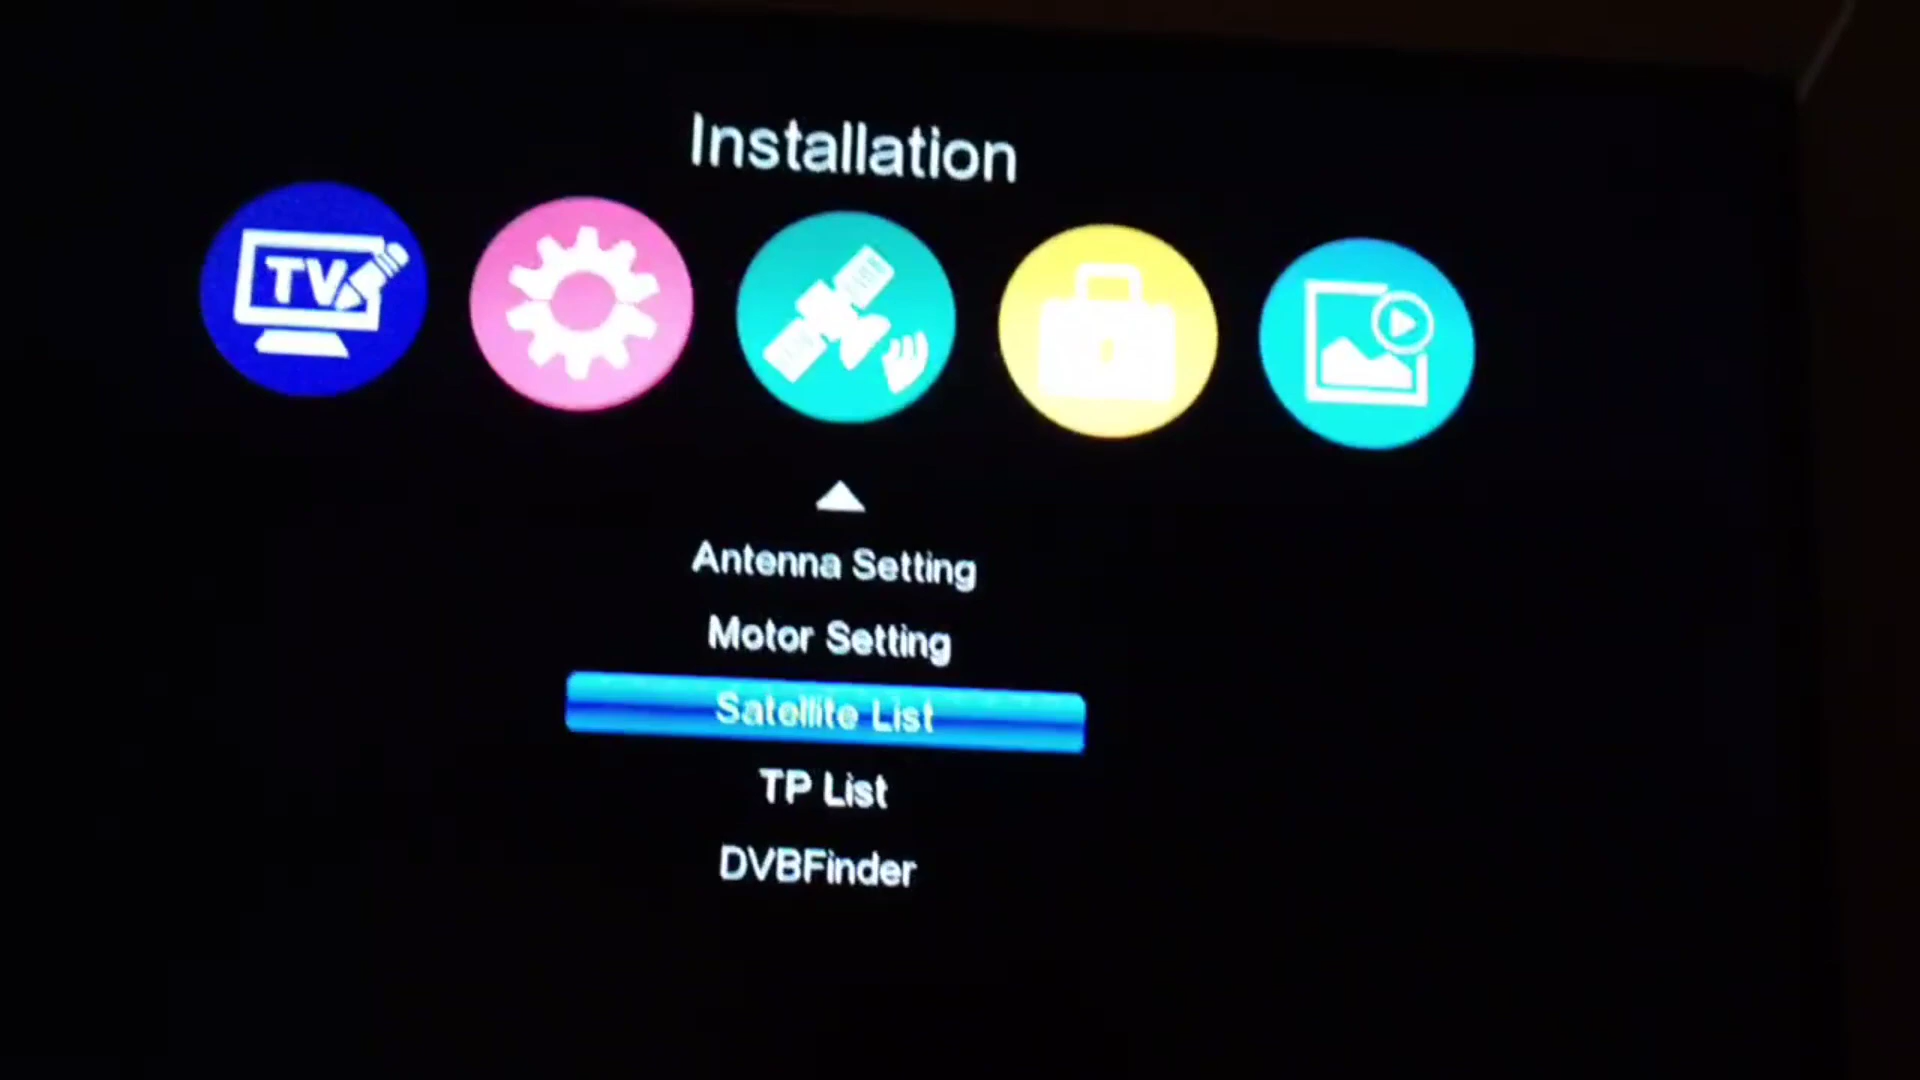 Installation
TV
Antenna Setting
Motor Setting
Satellite List
TP List
DVBFinder